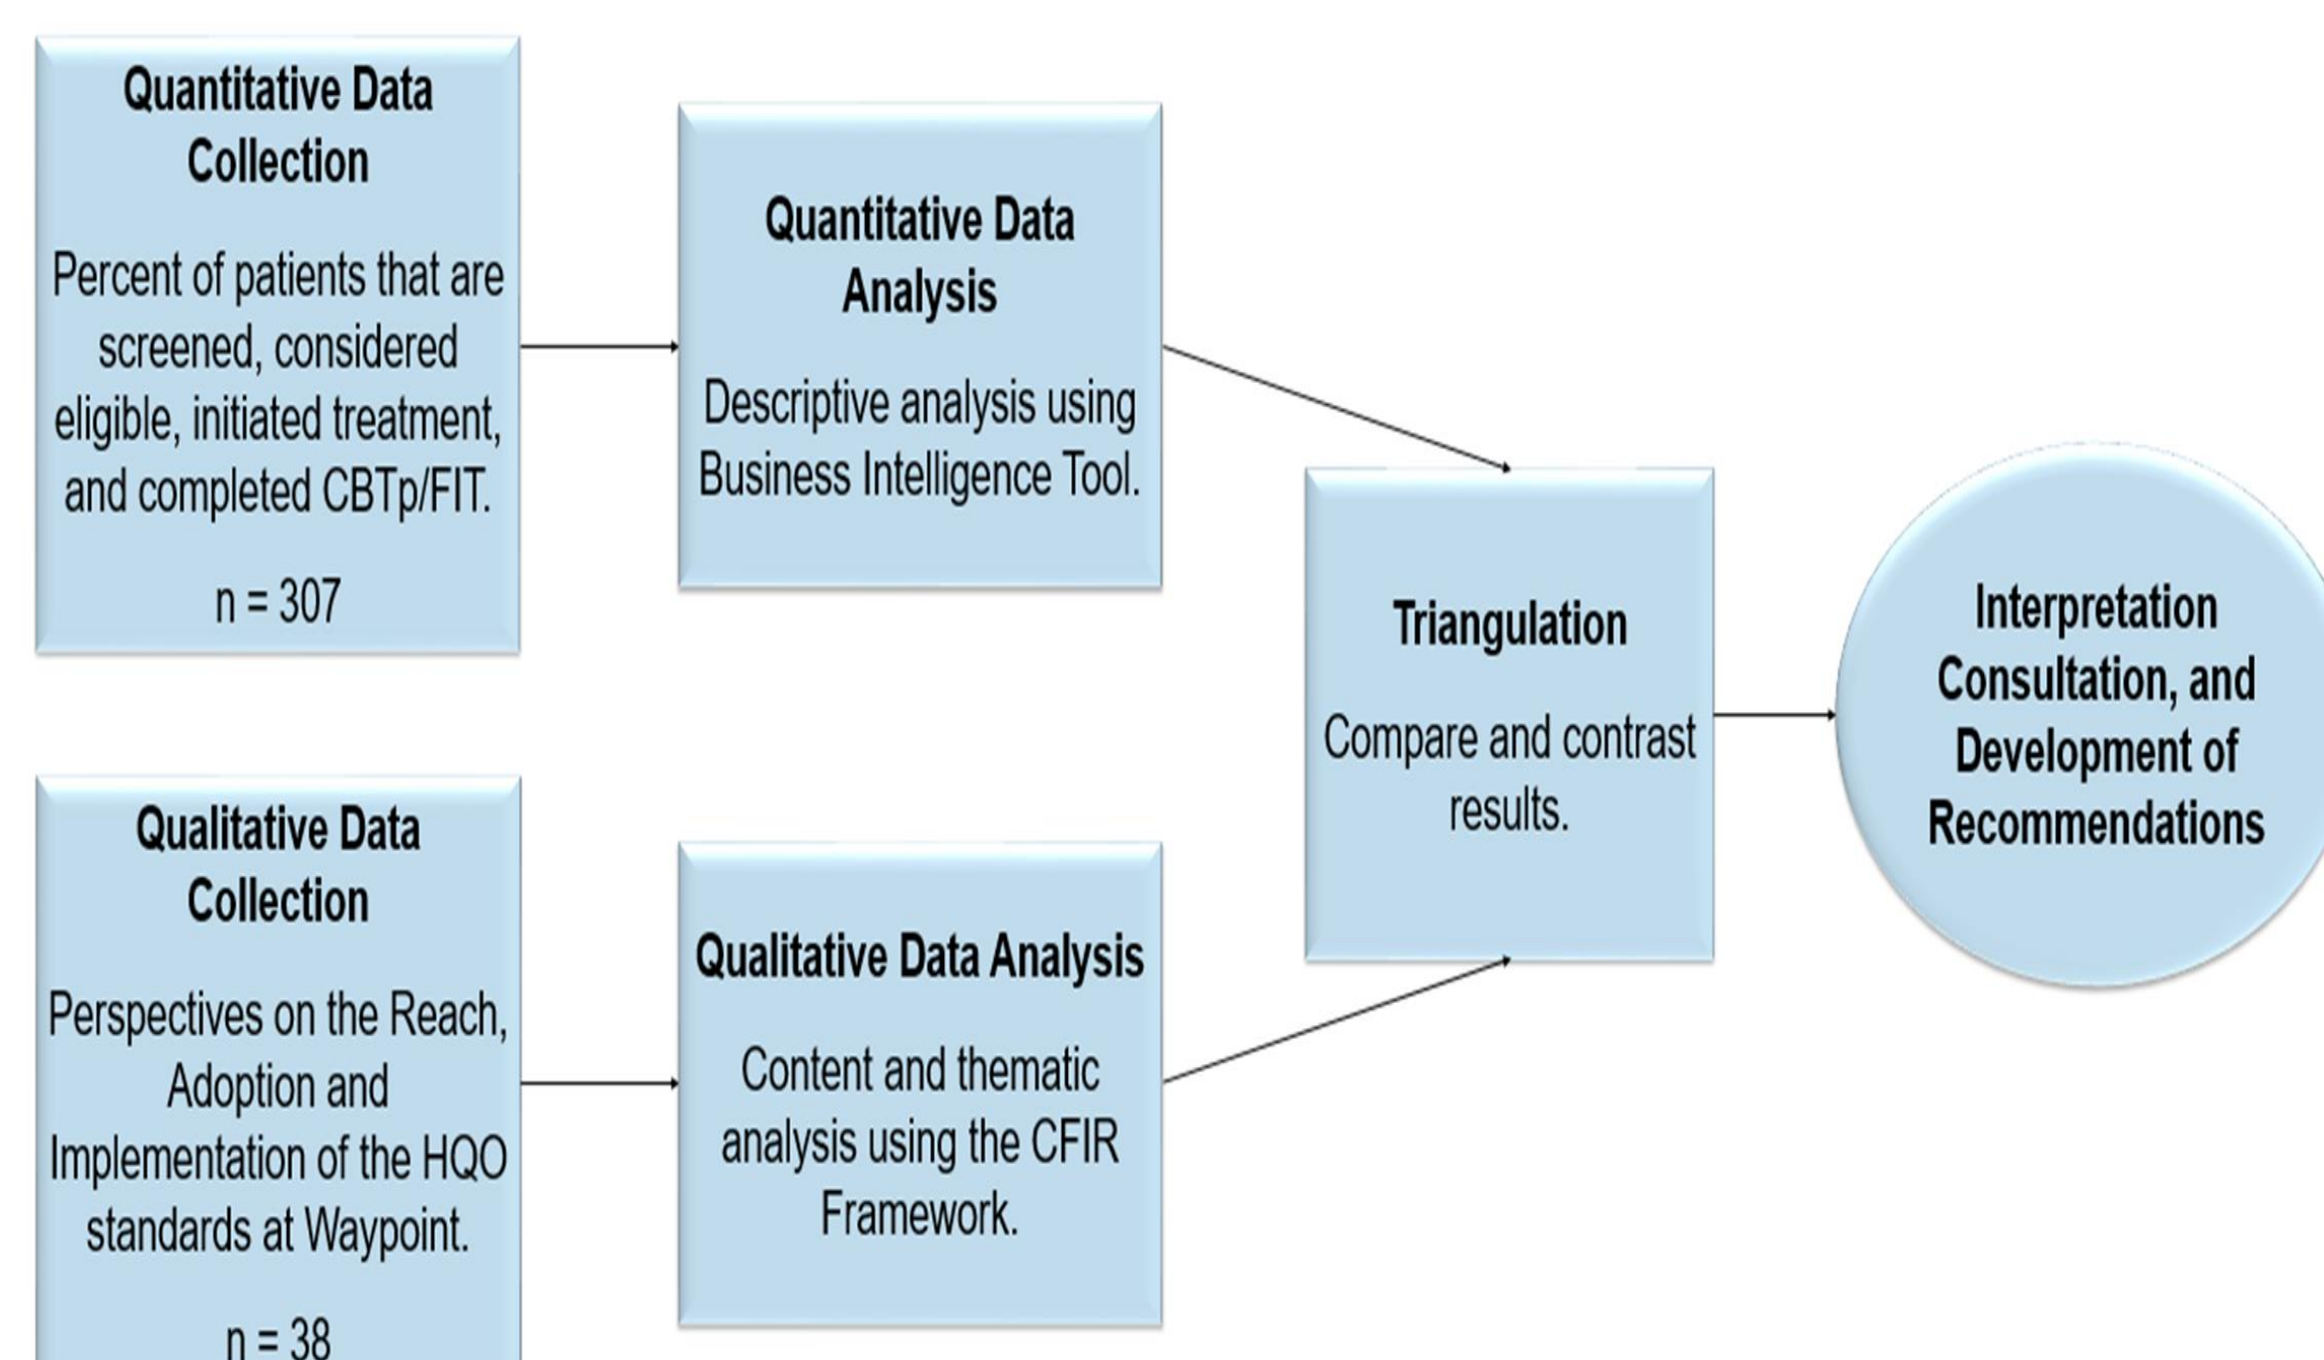 Quantitative Data
Collection
Percent of patients that are
screened, considered
eligible, initiated treatment,
and completed CBTp/FIT.
n = 307
Quantitative Data
Analysis
Descriptive analysis using
Business Intelligence Tool.
Qualitative Data
Collection
Perspectives on the Reach,
Adoption and
Implementation of the HQO
standards at Waypoint.
n = 38
Qualitative Data Analysis
Content and thematic
analysis using the CFIR
Framework.
Triangulation
Compare and contrast
results.
Interpretation
Consultation, and
Development of
Recommendations